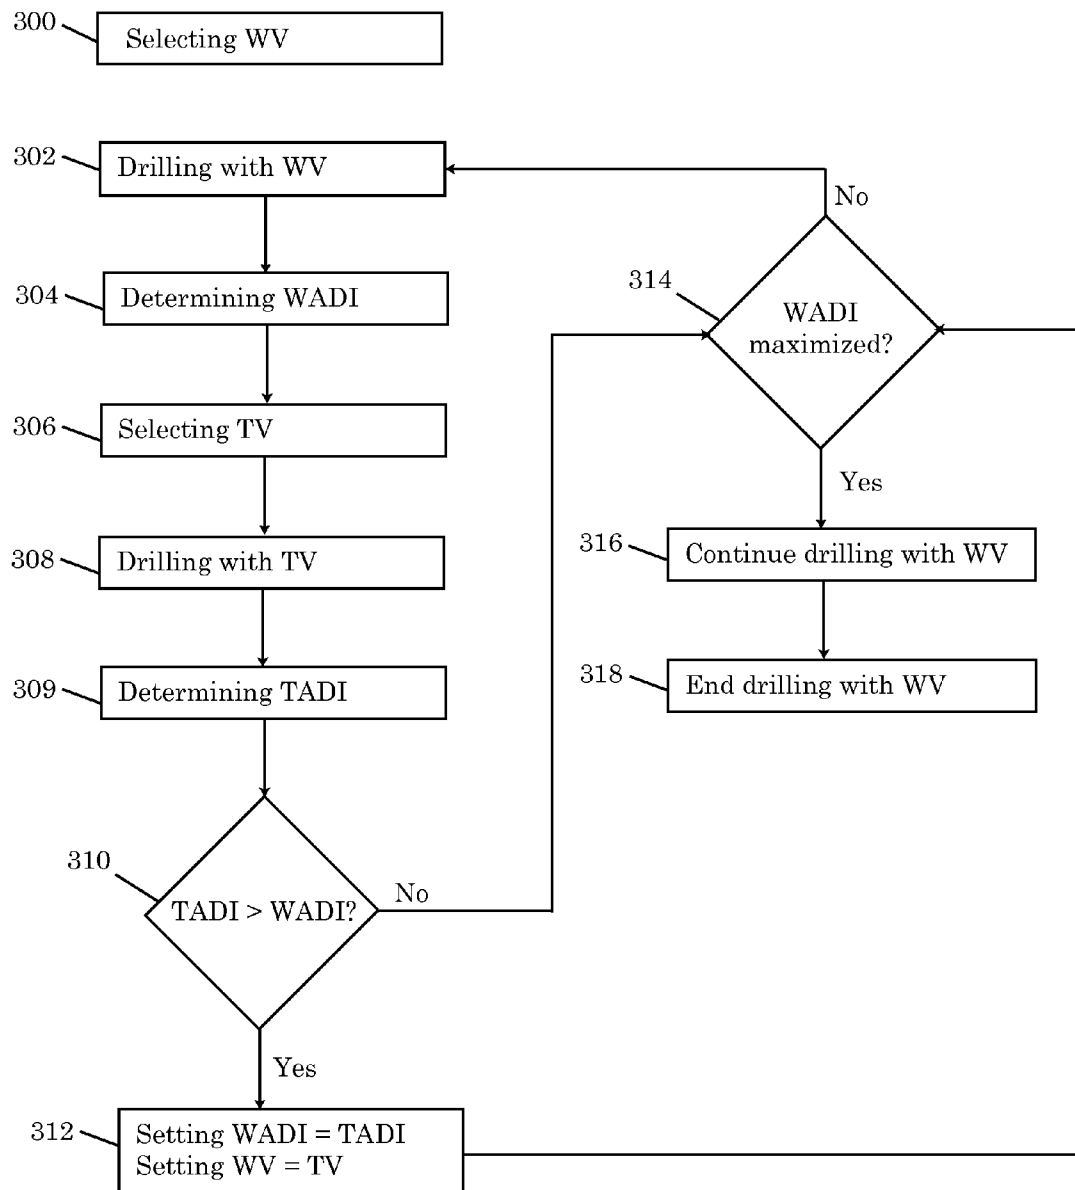 300
Selecting WV
302
Drilling with WV
No
304
Determining WADI
314
WADI
maximized?
306
Selecting TV
Yes
308
Drilling with TV
316
Continue drilling with WV
309
Determining TADI
318
End drilling with WV
310
TADI > WADI?
No
Yes
312
Setting WADI = TADI
Setting WV = TV